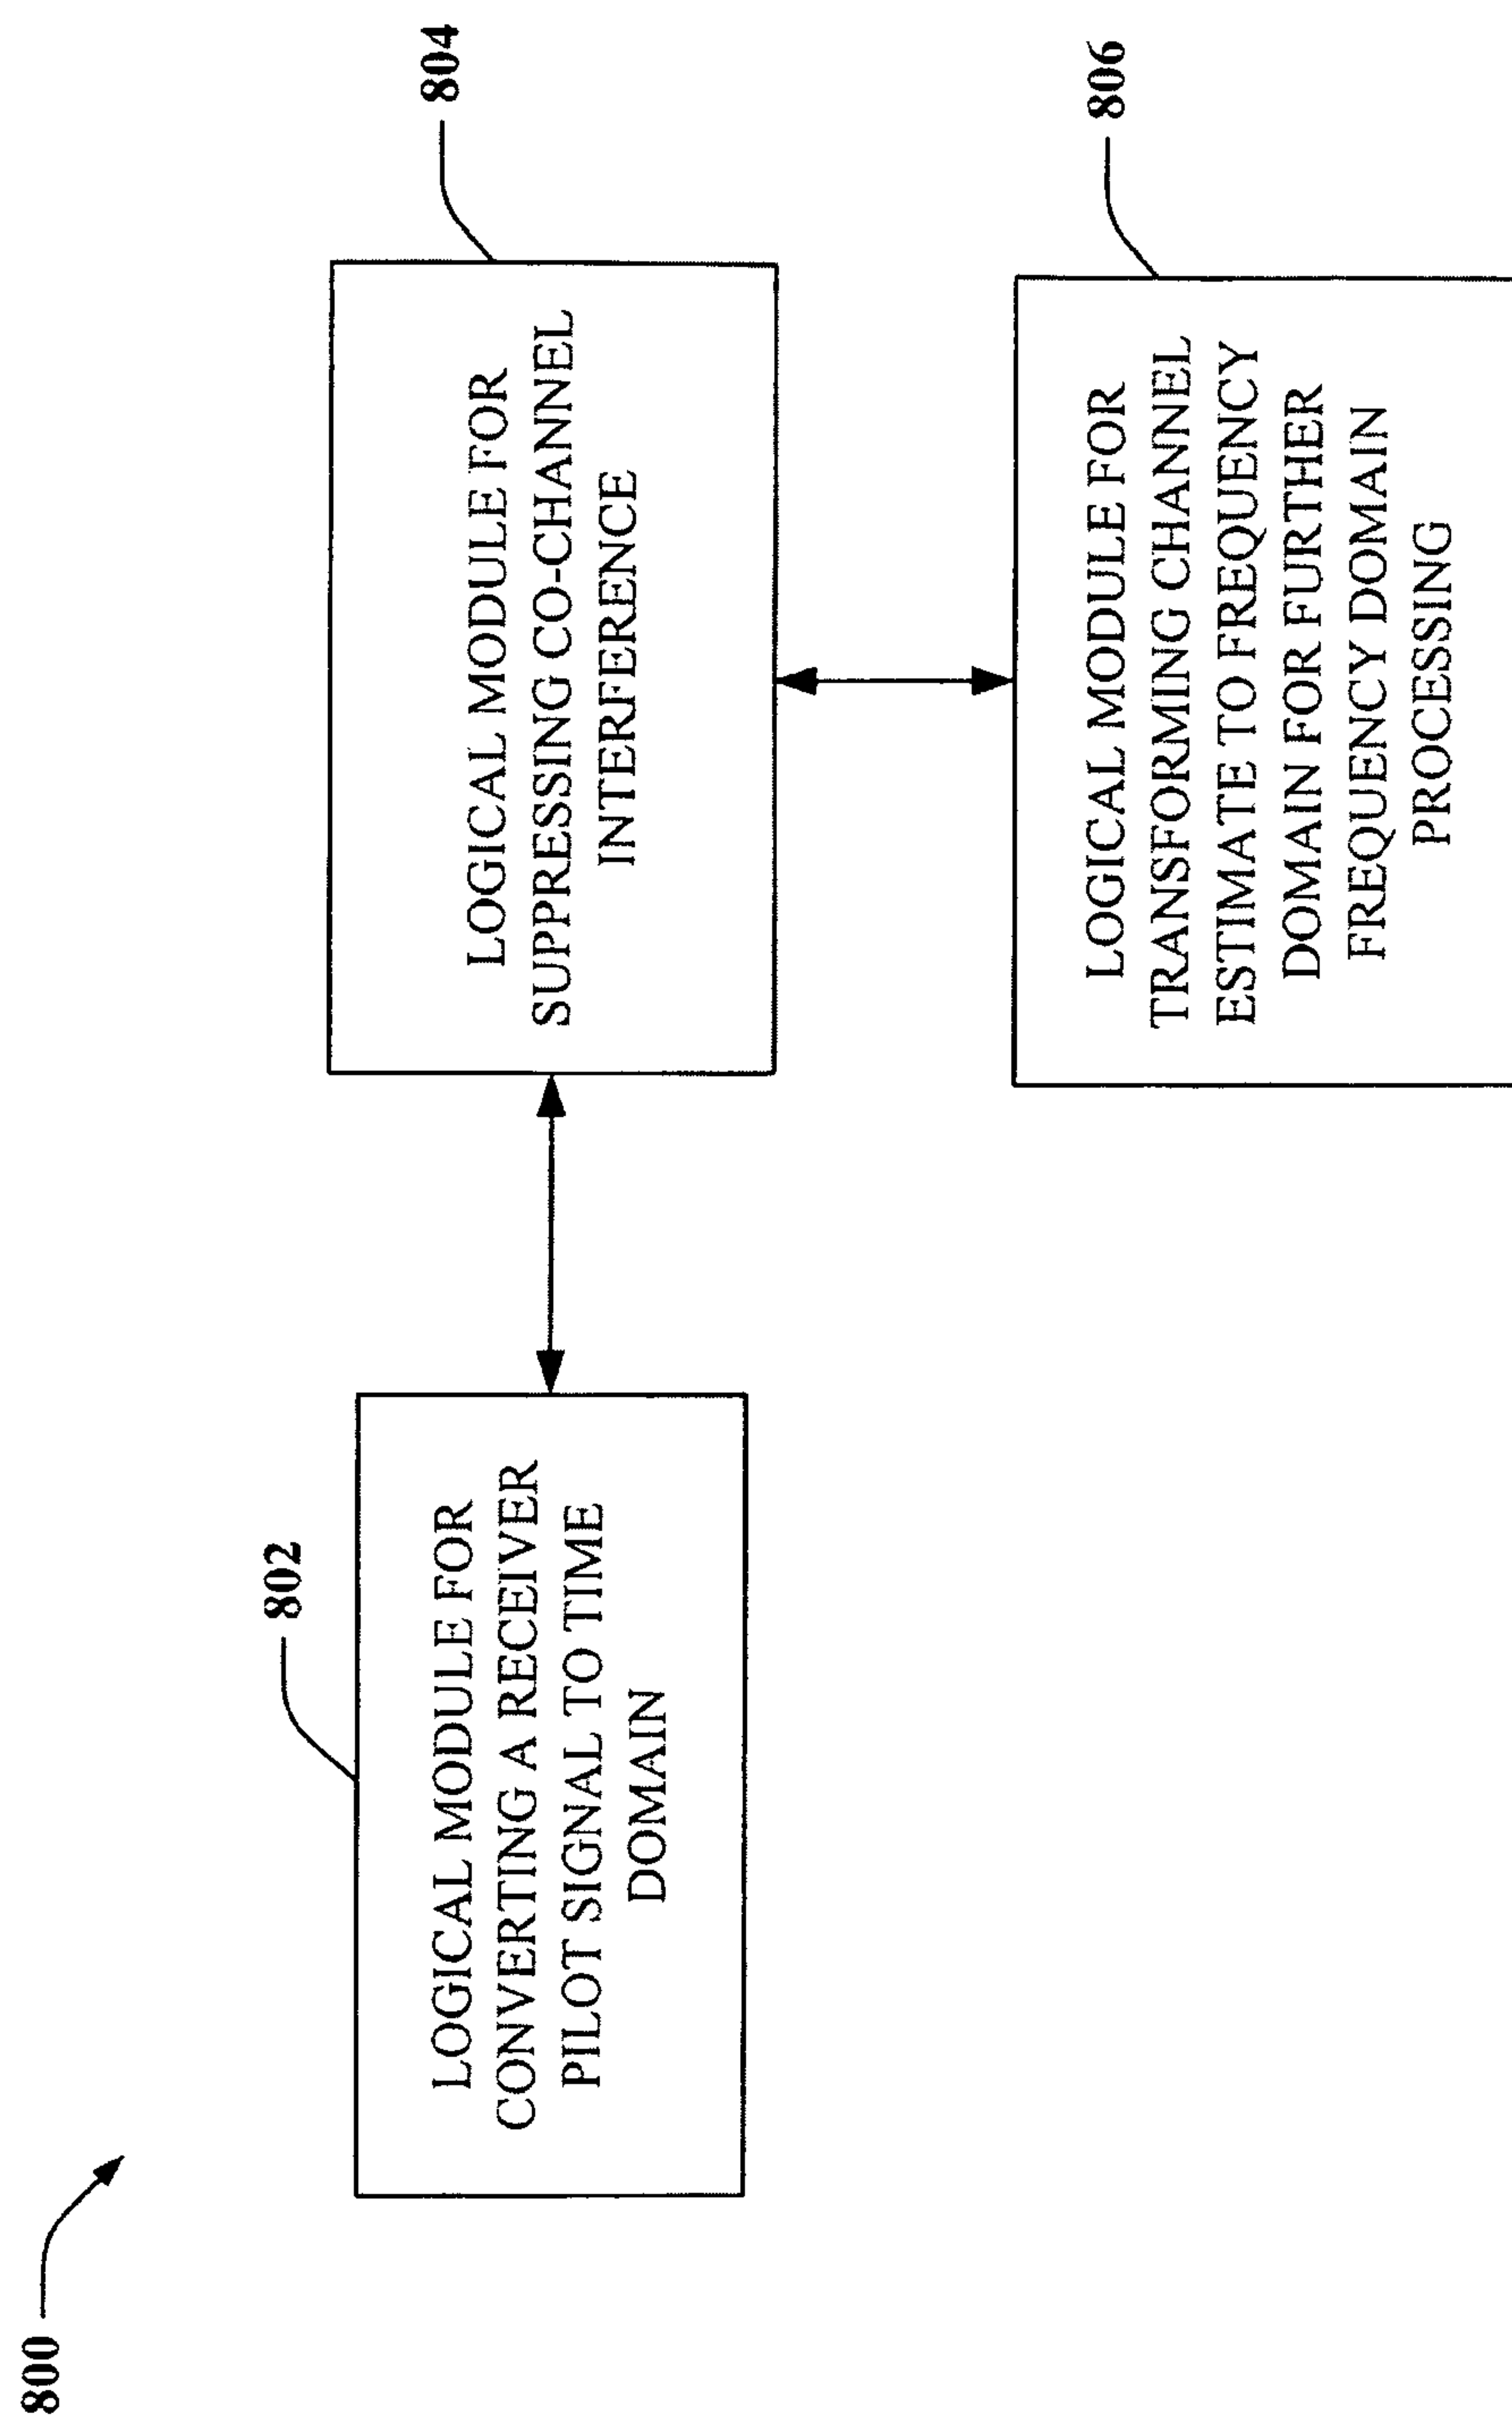 800
802
LOGICAL MODULE FOR
CONVERTING A RECEIVER
PILOT SIGNAL TO TIME
DOMAIN
804
LOGICAL MODULE FOR
SUPPRESSING CO-CHANNEL
INTERFERENCE
806
LOGICAL MODULE FOR
TRANSFORMING CHANNEL
ESTIMATE TO FREQUENCY
DOMAIN FOR FURTHER
FREQUENCY DOMAIN
PROCESSING